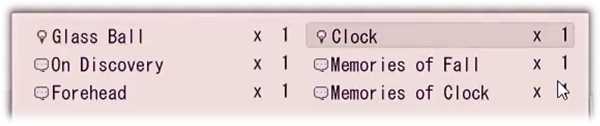 Glass Ball x 1 Clock x 1
On Discovery x 1 Memories of Fall x 1
Forehead x 1 Memories of Clock x